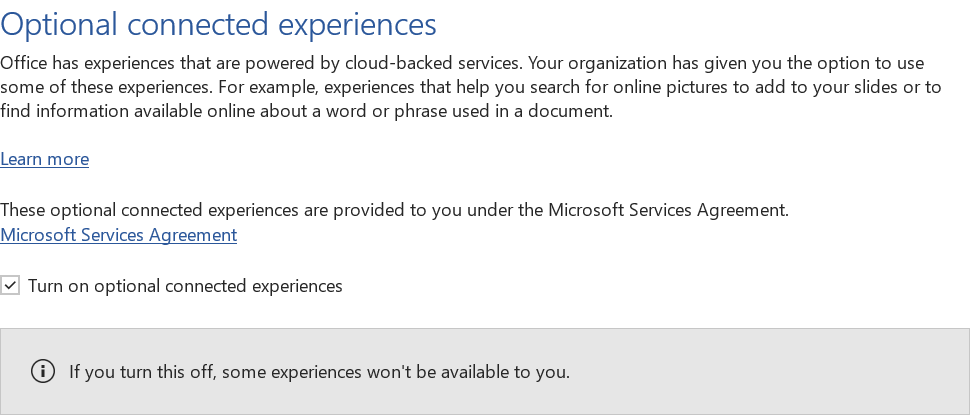 Optional connected experiences
Office has experiences that are powered by cloud-backed services. Your organization has given you the option to use
some of these experiences. For example, experiences that help you search for online pictures to add to your slides or to
find information available online about a word or phrase used in a document.
Learn more
These optional connected experiences are provided to you under the Microsoft Services Agreement.
Microsoft Services Agreement
Turn on optional connected experiences
If you turn this off, some experiences won't be available to you.